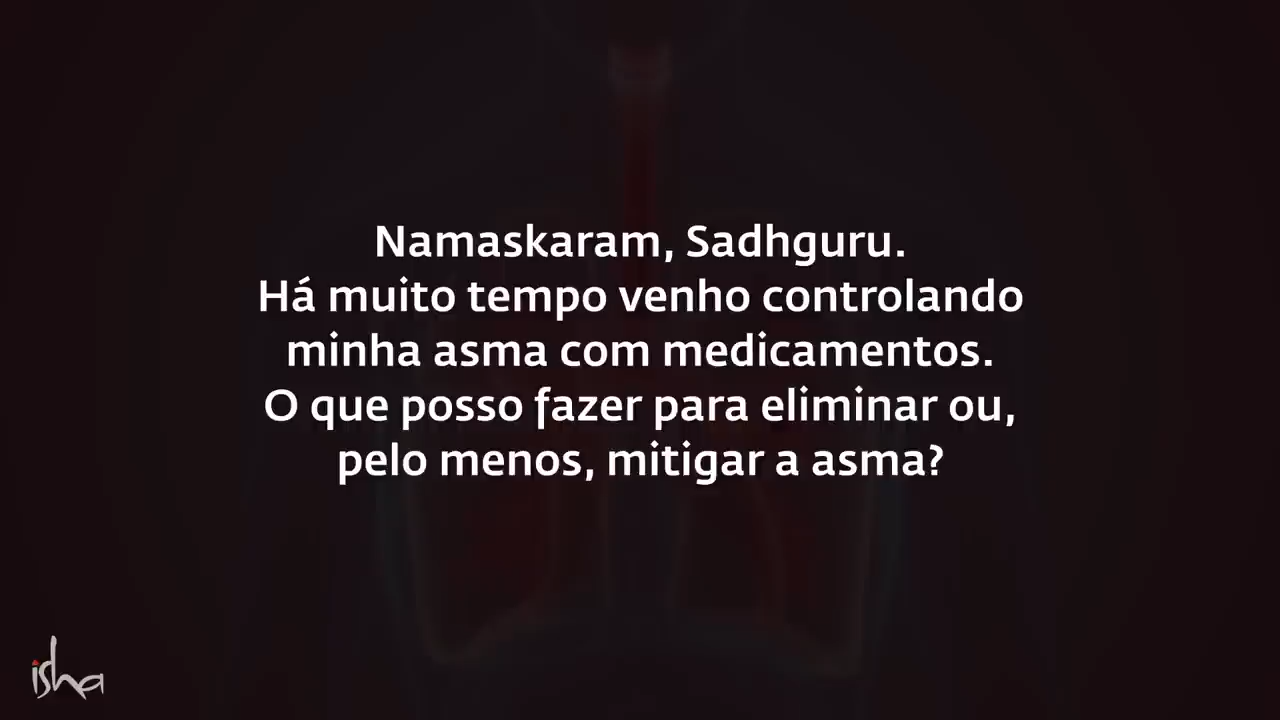 Namaskaram, Sadhguru.
Há muito tempo venho controlando
minha asma com medicamentos.
O que posso fazer para eliminar ou,
pelo menos, mitigar a asma?
isha